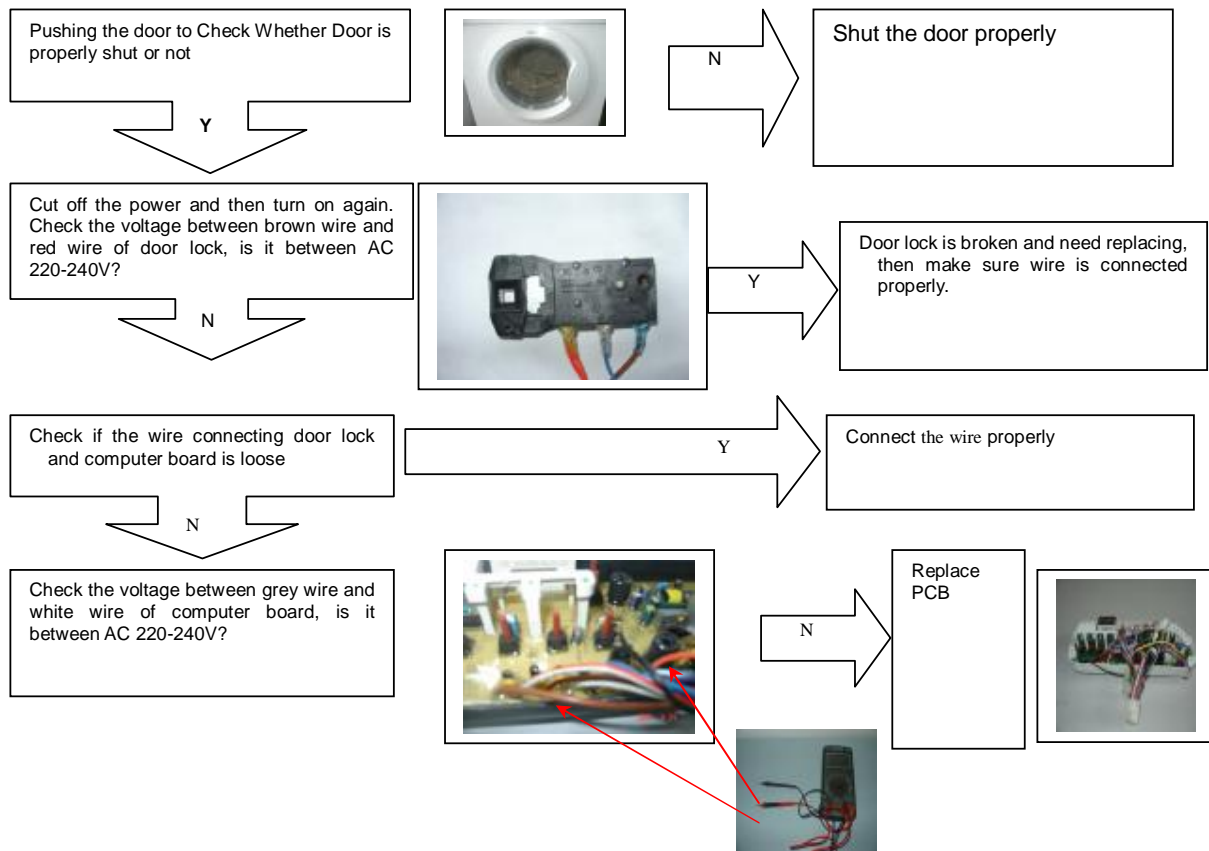 Pushing the door to Check Whether Door is
properly shut or not
N
Shut the door properly
Y
Cut off the power and then turn on again.
Check the voltage between brown wire and
red wire of door lock, is it between AC
220-240V?
Y
Door lock is broken and need replacing,
then make sure wire is connected
properly.
N
Check if the wire connecting door lock
and computer board is loose
Y
Connect the wire properly
N
Check the voltage between grey wire and
white wire of computer board, is it
between AC 220-240V?
N
Replace
PCB